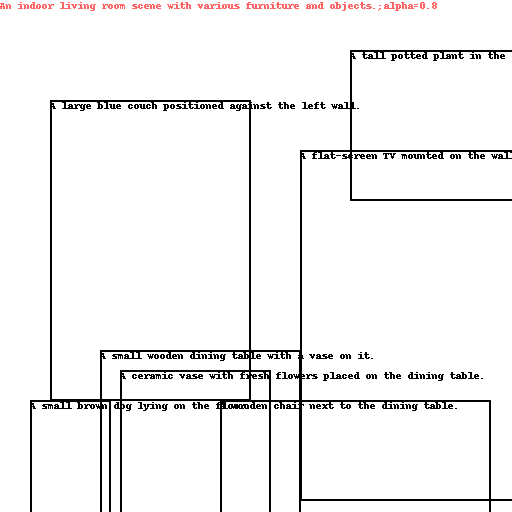 An indoor living room scene with various furniture and objects.;alpha=0.8
A tall potted plant in the
A large blue couch positioned against the left wall.
A flat-screen TV mounted on the wall
A small wooden dining table with a vase on it.
A ceramic vase with fresh flowers placed on the dining table.
A small brown dog lying on the floor.
wooden chair next to the dining table.